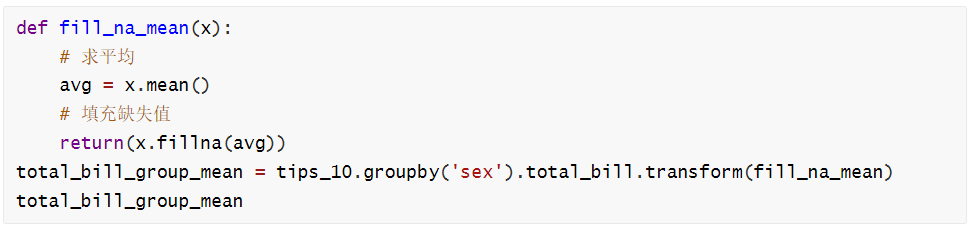 def fill_na_mean(x):
    # 求平均
    avg = x.mean()
    # 填充缺失值
    return(x.fillna(avg))
total_bill_group_mean = tips_10.groupby('sex').total_bill.transform(fill_na_mean)
total_bill_group_mean